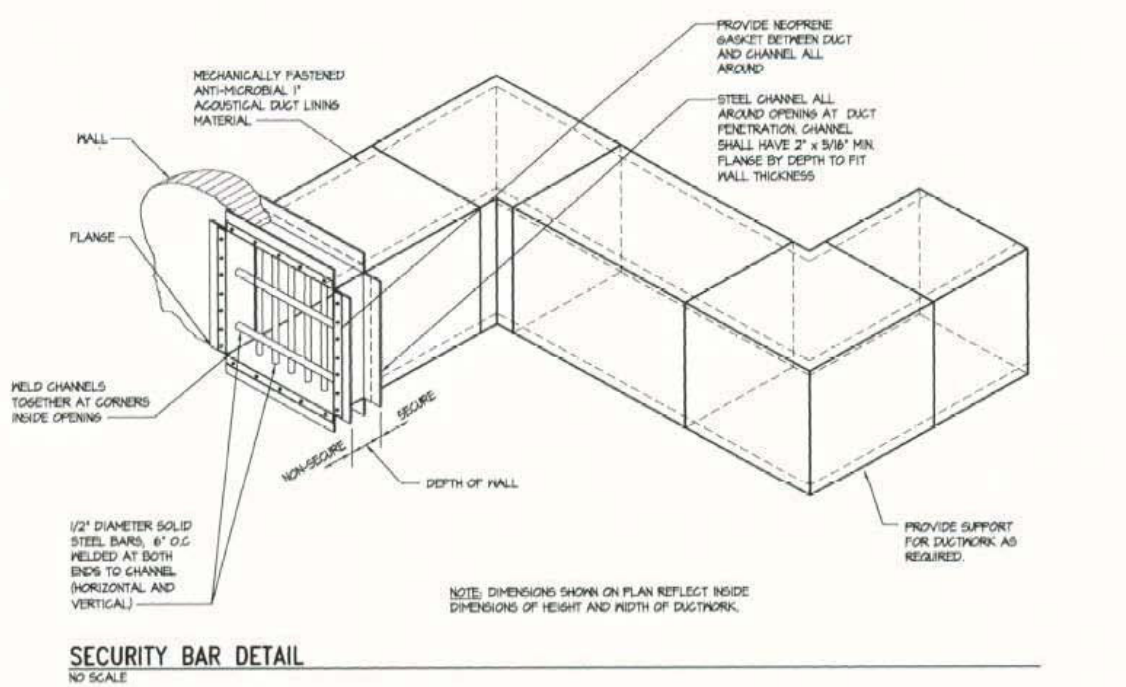 PROVIDE NEOPRENE
GASKET BETWEEN DUCT
AND CHANNEL ALL
AROUND
MECHANICALLY FASTENED
ANTI-MICROBIAL 1"
ACOUSTICAL DUCT LINING
MATERIAL
STEEL CHANNEL ALL
AROUND OPENING AT DUCT
PENETRATION. CHANNEL
SHALL HAVE 2" x 3/16" MIN.
FLANGE BY DEPTH TO FIT
WALL THICKNESS
WALL
FLANGE
WELD CHANNELS
TOGETHER AT CORNERS
INSIDE OPENING
SECURE
NON-SECURE
DEPTH OF WALL
1/2" DIAMETER SOLID
STEEL BARS, 6" O.C
WELDED AT BOTH
ENDS TO CHANNEL
(HORIZONTAL AND
VERTICAL)
PROVIDE SUPPORT
FOR DUCTWORK AS
REQUIRED.
NOTE: DIMENSIONS SHOWN ON PLAN REFLECT INSIDE
DIMENSIONS OF HEIGHT AND WIDTH OF DUCTWORK.
SECURITY BAR DETAIL
NO SCALE